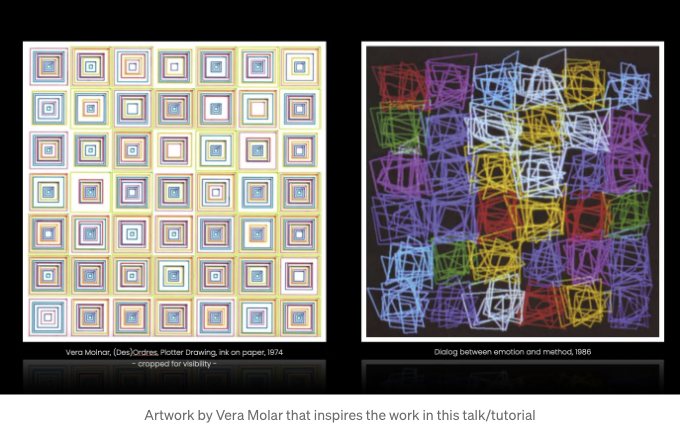 Vera Molnar, (Des)Ordres, Plotter Drawing, ink on paper, 1974
- cropped for visibility -
Dialog between emotion and method, 1986
Artwork by Vera Molar that inspires the work in this talk/tutorial